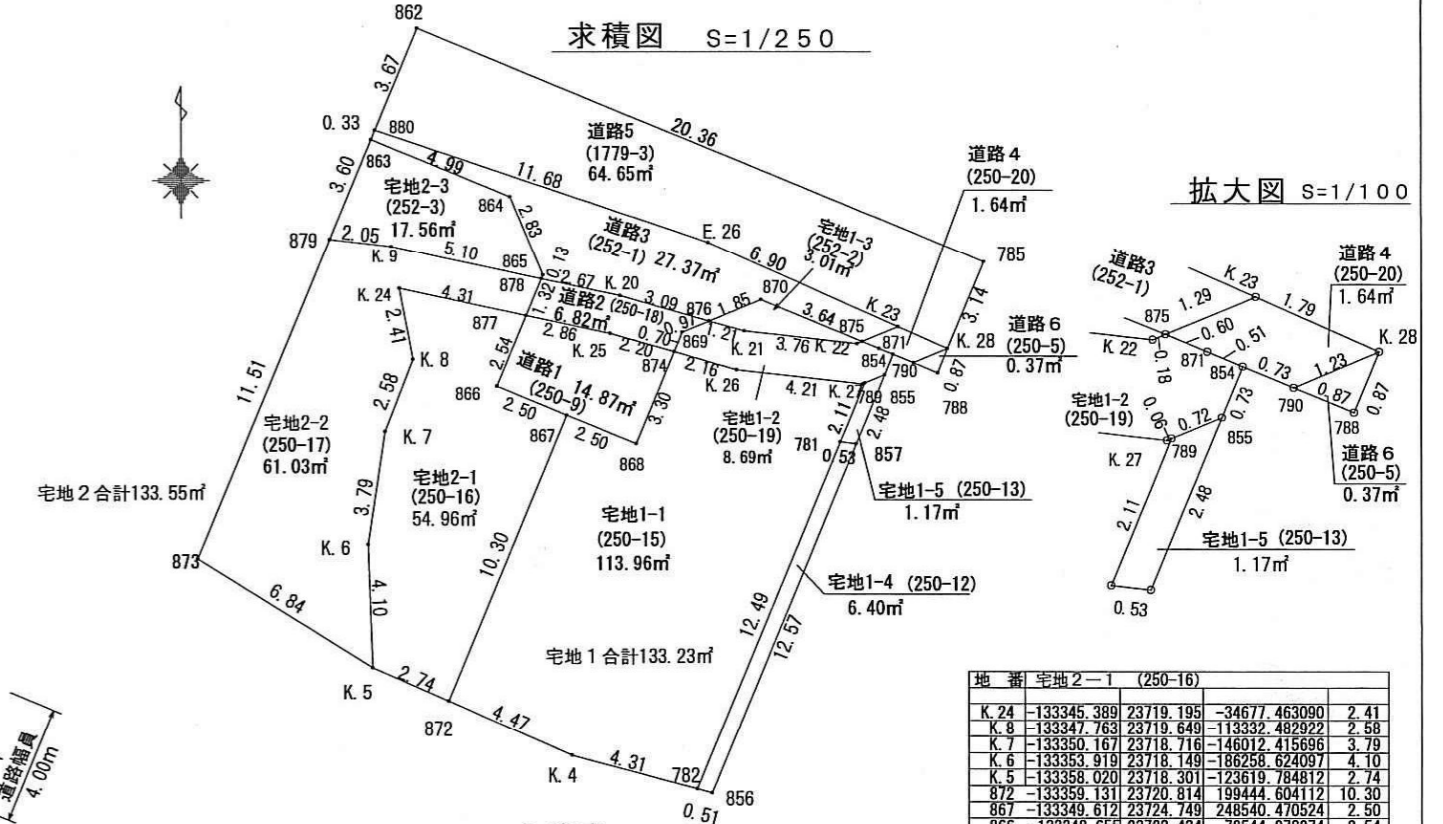 求積図 S=1/250
862
3.67
0.33
880
863
20.36
道路5
(1779-3)
64.65㎡
11.68
4.99
3.60
宅地2-3
(252-3)
17.56㎡
864
2.83
道路3
(252-1) 27.37㎡
E.26
6.90
宅地1-3
(252-2)
3.01㎡
道路4
(250-20)
1.64㎡
785
3.14
879
2.05
K.9
5.10
865
878
0.13
2.67
K.20
3.09
876
1.85
870
3.64
875
K.23
K.28
K.24
4.31
877
1.32
道路2 (250-18)
6.82㎡
2.86
K.25
2.20
0.70
0.97
869
1.21
K.21
3.76
K.22
871
854
790
道路6
(250-5)
0.37㎡
2.41
K.8
2.54
866
道路1
(250-9)
14.87㎡
874
2.16
K.26
4.21
K.27
789
855
0.87
788
2.58
K.7
2.50
867
2.50
868
3.30
宅地1-2
(250-19)
8.69㎡
2.11
2.48
781
0.53
857
11.51
宅地2-2
(250-17)
61.03㎡
宅地2合計133.55㎡
3.79
宅地2-1
(250-16)
54.96㎡
K.6
宅地1-1
(250-15)
113.96㎡
宅地1-5 (250-13)
1.17㎡
873
6.84
4.10
10.30
宅地1-4 (250-12)
6.40㎡
12.49
12.57
宅地1合計133.23㎡
K.5
2.74
872
4.47
K.4
4.31
782
856
0.51
道路幅員
4.00m
拡大図 S=1/100
道路3
(252-1)
K.23
道路4
(250-20)
1.64㎡
875
1.29
1.79
K.22
0.18
871
0.60
0.51
854
0.73
1.23
K.28
宅地1-2
(250-19)
0.06
0.72
0.73
790
0.87
0.87
788
K.27
789
855
道路6
(250-5)
0.37㎡
2.11
2.48
宅地1-5 (250-13)
1.17㎡
0.53
地 番 宅地2-1 (250-16)
K.24 -133345.389 23719.195 -34677.463090 2.41
K.8 -133347.763 23719.649 -113332.482922 2.58
K.7 -133350.167 23718.716 -146012.415696 3.79
K.6 -133353.919 23718.149 -186258.624097 4.10
K.5 -133358.020 23718.301 -123619.784812 2.74
872 -133359.131 23720.814 199444.604112 10.30
867 -133349.612 23724.749 248540.470524 2.50